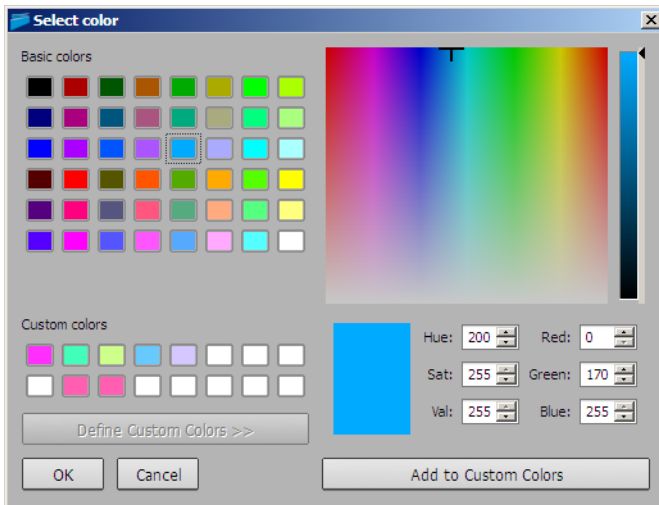 Select color
Basic colors
Custom colors
Define Custom Colors >>
OK
Cancel
Hue: 200
Red: 0
Sat: 255
Green: 170
Val: 255
Blue: 255
Add to Custom Colors